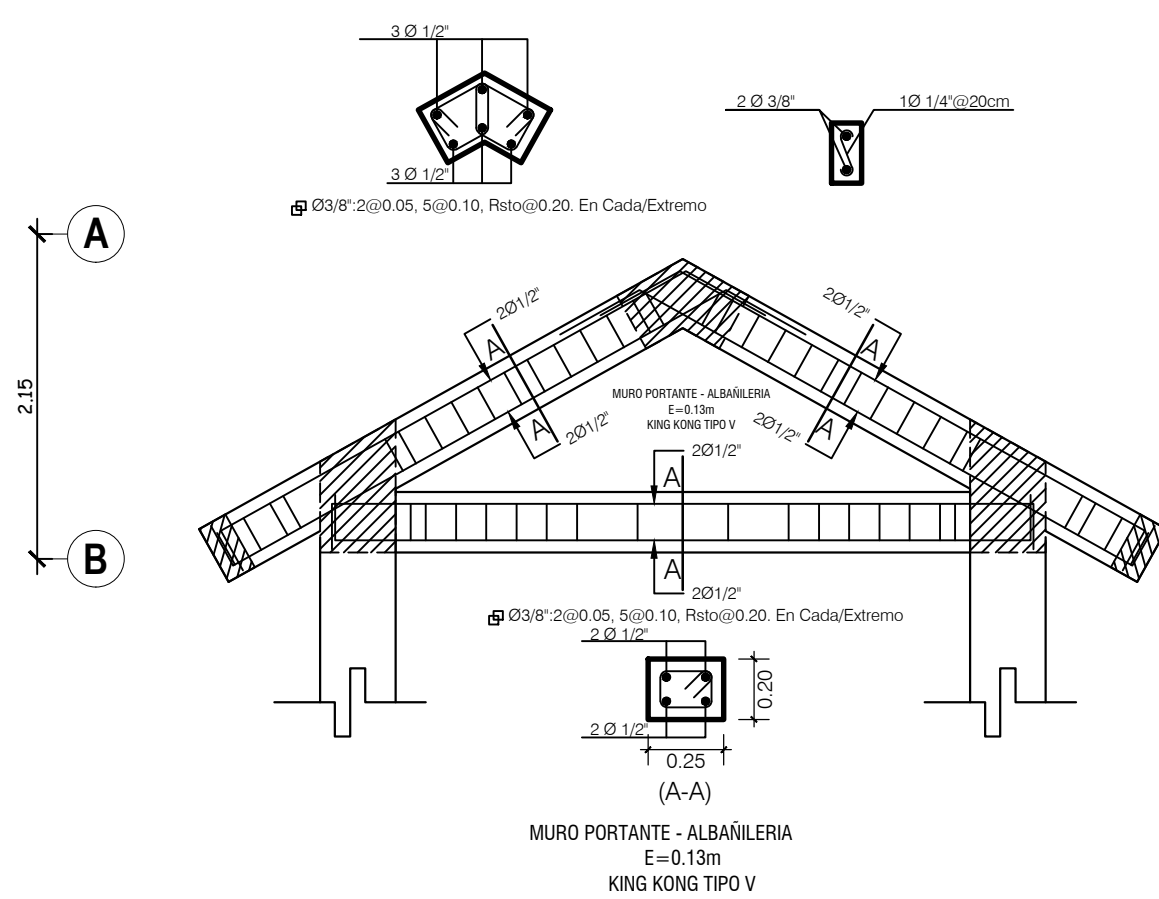 3 Ø 1/2"
2 Ø 3/8"
1Ø 1/4"@20cm
3 Ø 1/2"
Ø3/8":2@0.05, 5@0.10, Rsto@0.20. En Cada/Extremo
A
2Ø1/2"
2Ø1/2"
A
A
2.15
MURO PORTANTE - ALBAÑILERIA
E=0.13m
KING KONG TIPO V
A
2Ø1/2"
2Ø1/2"
A
2Ø1/2"
A
B
A
2Ø1/2"
Ø3/8":2@0.05, 5@0.10, Rsto@0.20. En Cada/Extremo
2 Ø 1/2"
0.20
2 Ø 1/2"
0.25
(A-A)
MURO PORTANTE - ALBAÑILERIA
E=0.13m
KING KONG TIPO V